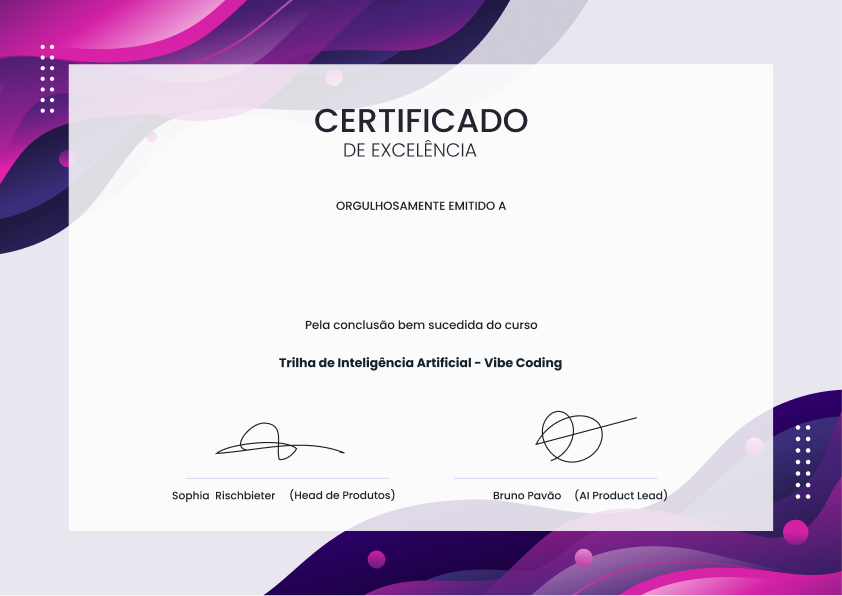 CERTIFICADO
DE EXCELÊNCIA
ORGULHOSAMENTE EMITIDO A
Pela conclusão bem sucedida do curso
Trilha de Inteligência Artificial - Vibe Coding
Sophia Rischbieter (Head de Produtos)
Bruno Pavão (AI Product Lead)